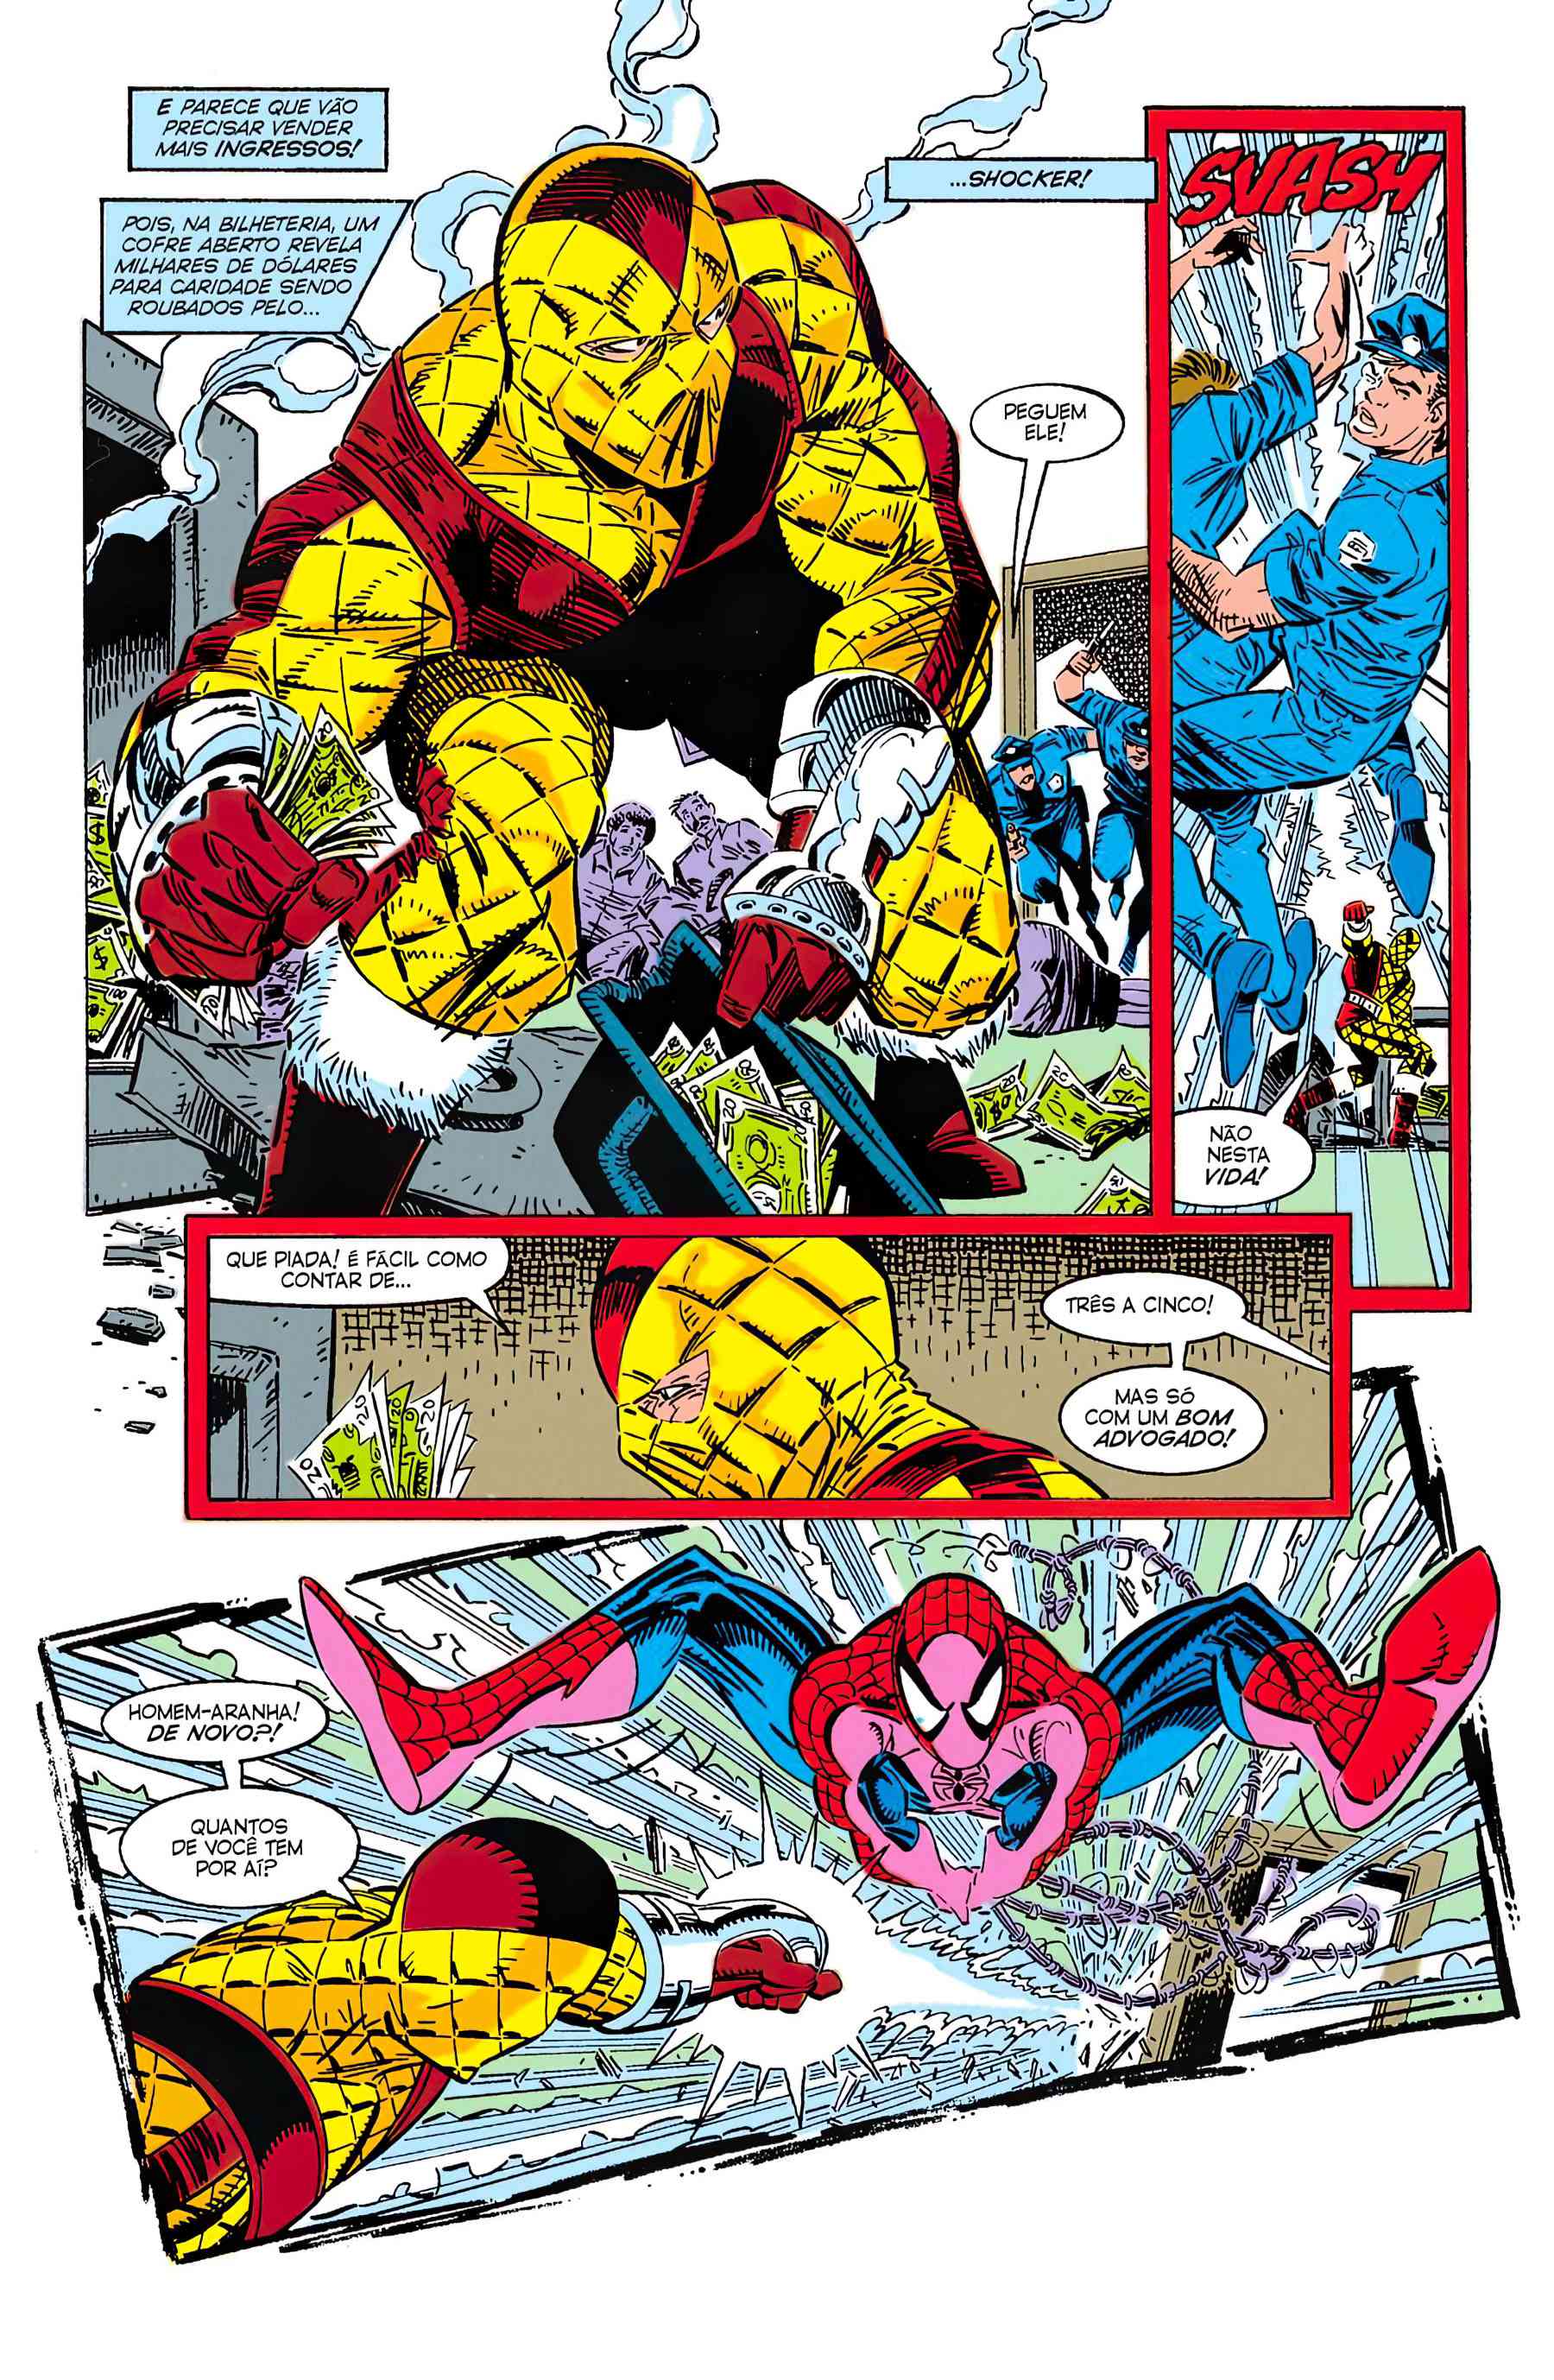 E PARECE QUE VÃO
PRECISAR VENDER
MAIS INGRESSOS!
POIS, NA BILHETERIA, UM
COFRE ABERTO REVELA
MILHARES DE DÓLARES
PARA CARIDADE SENDO
ROUBADOS PELO...
...SHOCKER!
PEGUEM
ELE!
SVASH
NÃO
NESTA
VIDA!
QUE PIADA! É FÁCIL COMO
CONTAR DE...
TRÊS A CINCO!
MAS SÓ
COM UM BOM
ADVOGADO!
HOMEM-ARANHA!
DE NOVO?!
QUANTOS
DE VOCÊ TEM
POR AÍ?